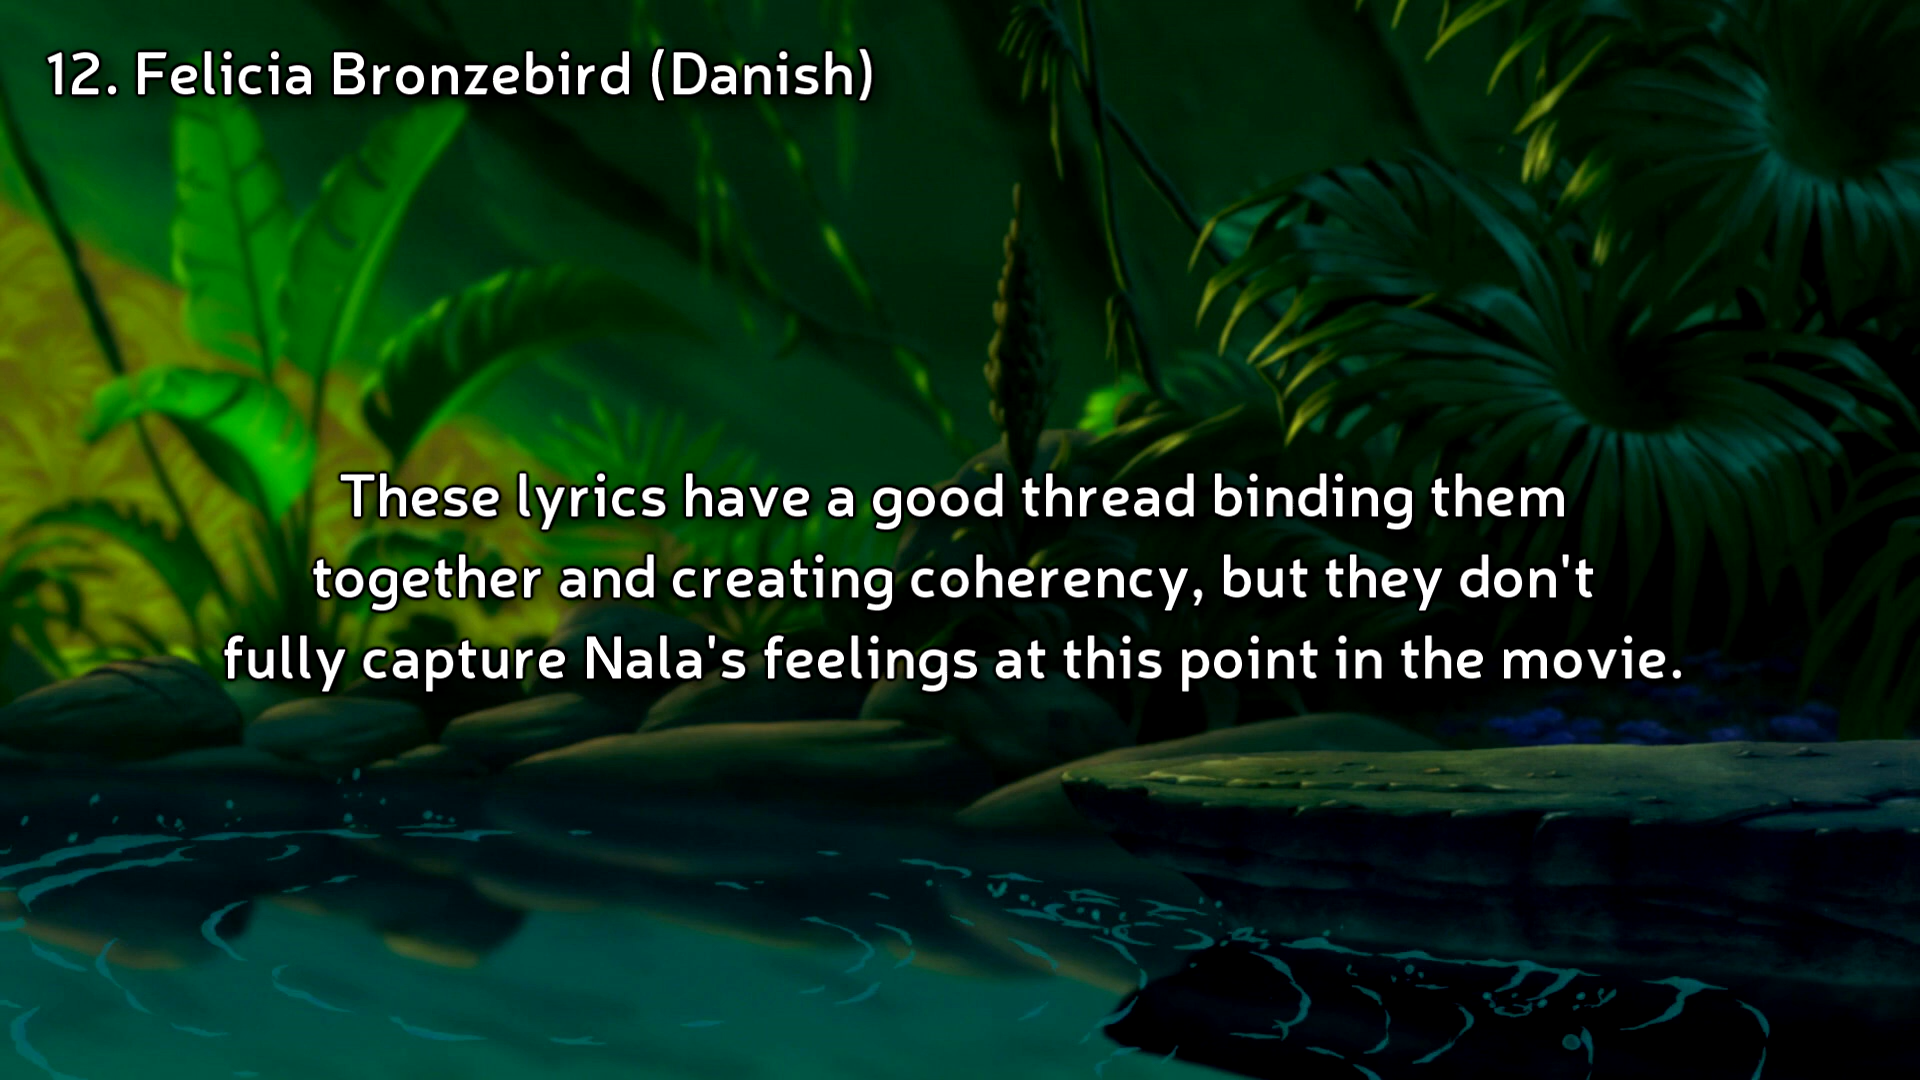 12. Felicia Bronzebird (Danish)
These lyrics have a good thread binding them
together and creating coherency, but they don't
fully capture Nala's feelings at this point in the movie.